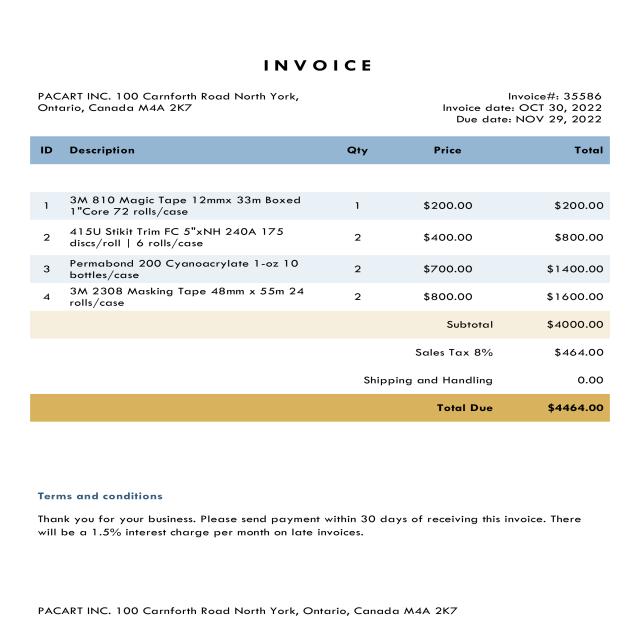 INVOICE
PACART INC. 100 Carnforth Road North York,
Ontario, Canada M4A 2K7
Invoice#: 35586
Invoice date: OCT 30, 2022
Due date: NOV 29, 2022
ID Description Qty Price Total
1 3M 810 Magic Tape 12mmx 33m Boxed 1 $200.00 $200.00
1"Core 72 rolls/case
2 415U Stikit Trim FC 5"xNH 240A 175 2 $400.00 $800.00
discs/roll | 6 rolls/case
3 Permabond 200 Cyanoacrylate 1-oz 10 2 $700.00 $1400.00
bottles/case
4 3M 2308 Masking Tape 48mm x 55m 24 2 $800.00 $1600.00
rolls/case
Subtotal $4000.00
Sales Tax 8% $464.00
Shipping and Handling 0.00
Total Due $4464.00
Terms and conditions
Thank you for your business. Please send payment within 30 days of receiving this invoice. There
will be a 1.5% interest charge per month on late invoices.
PACART INC. 100 Carnforth Road North York, Ontario, Canada M4A 2K7